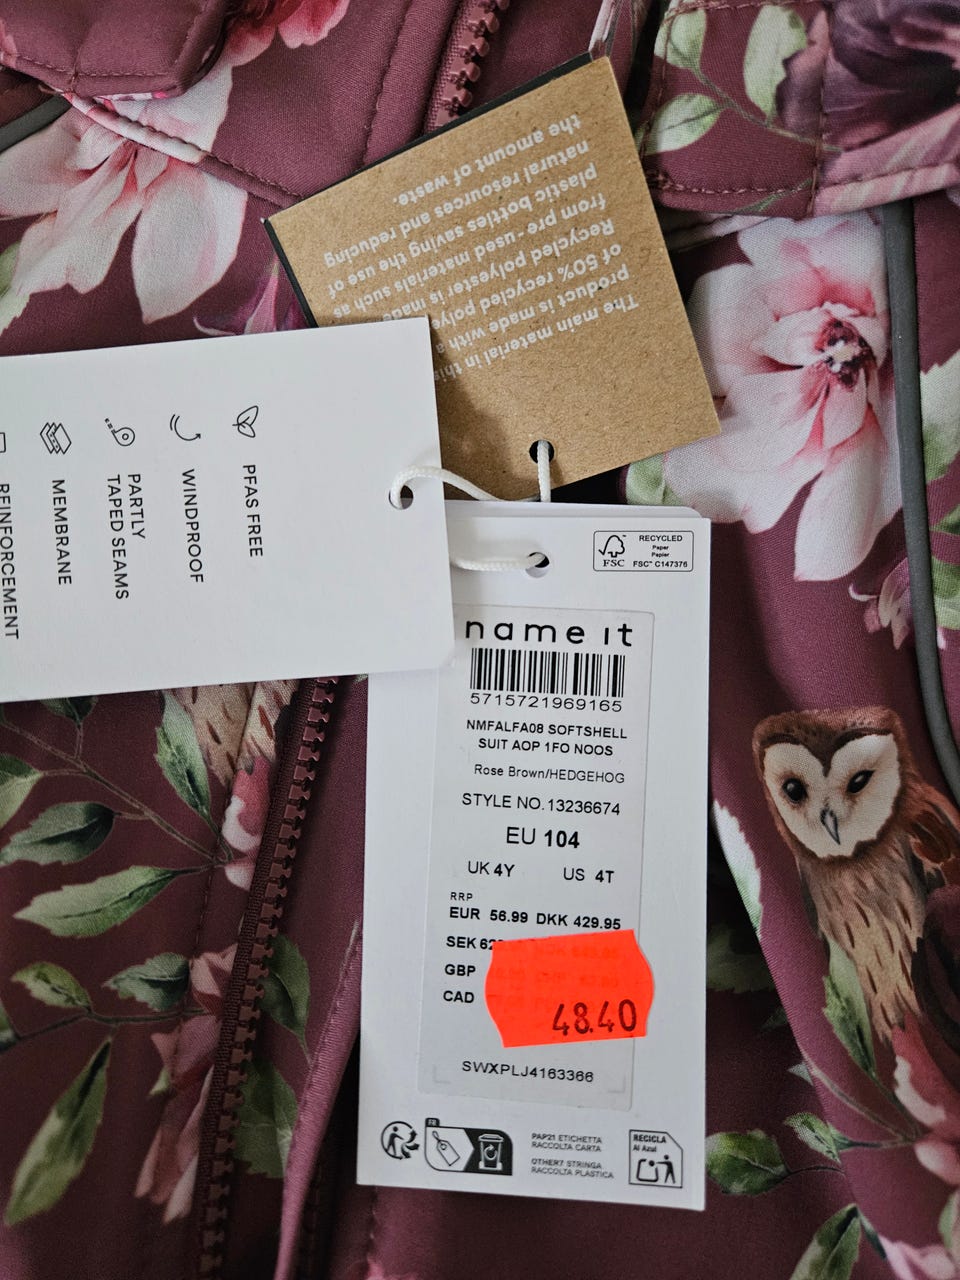 The main material in this
product is made with a
of 50% recycled
Recycled polyester is made
from pre-used materials such as
plastic bottles saving the use of
natural resources and reducing
the amount of waste.
PFAS FREE
WINDPROOF
PARTLY
TAPED SEAMS
MEMBRANE
REINFORCEMENT
FSC
RECYCLED
Paper
Papier
FSC™ C147376
name it
5715721969165
NMFALFA08 SOFTSHELL
SUIT AOP 1FO NOOS
Rose Brown/HEDGEHOG
STYLE NO.13236674
EU 104
UK 4Y US 4T
RRP
EUR 56.99 DKK 429.95
SEK
GBP
CAD
48.40
SWXPLJ4163366
FR
PAP21 ETICHETTA
RACCOLTA CARTA
OTHER7 STRINGA
RACCOLTA PLASTICA
RECICLA
Al Azul